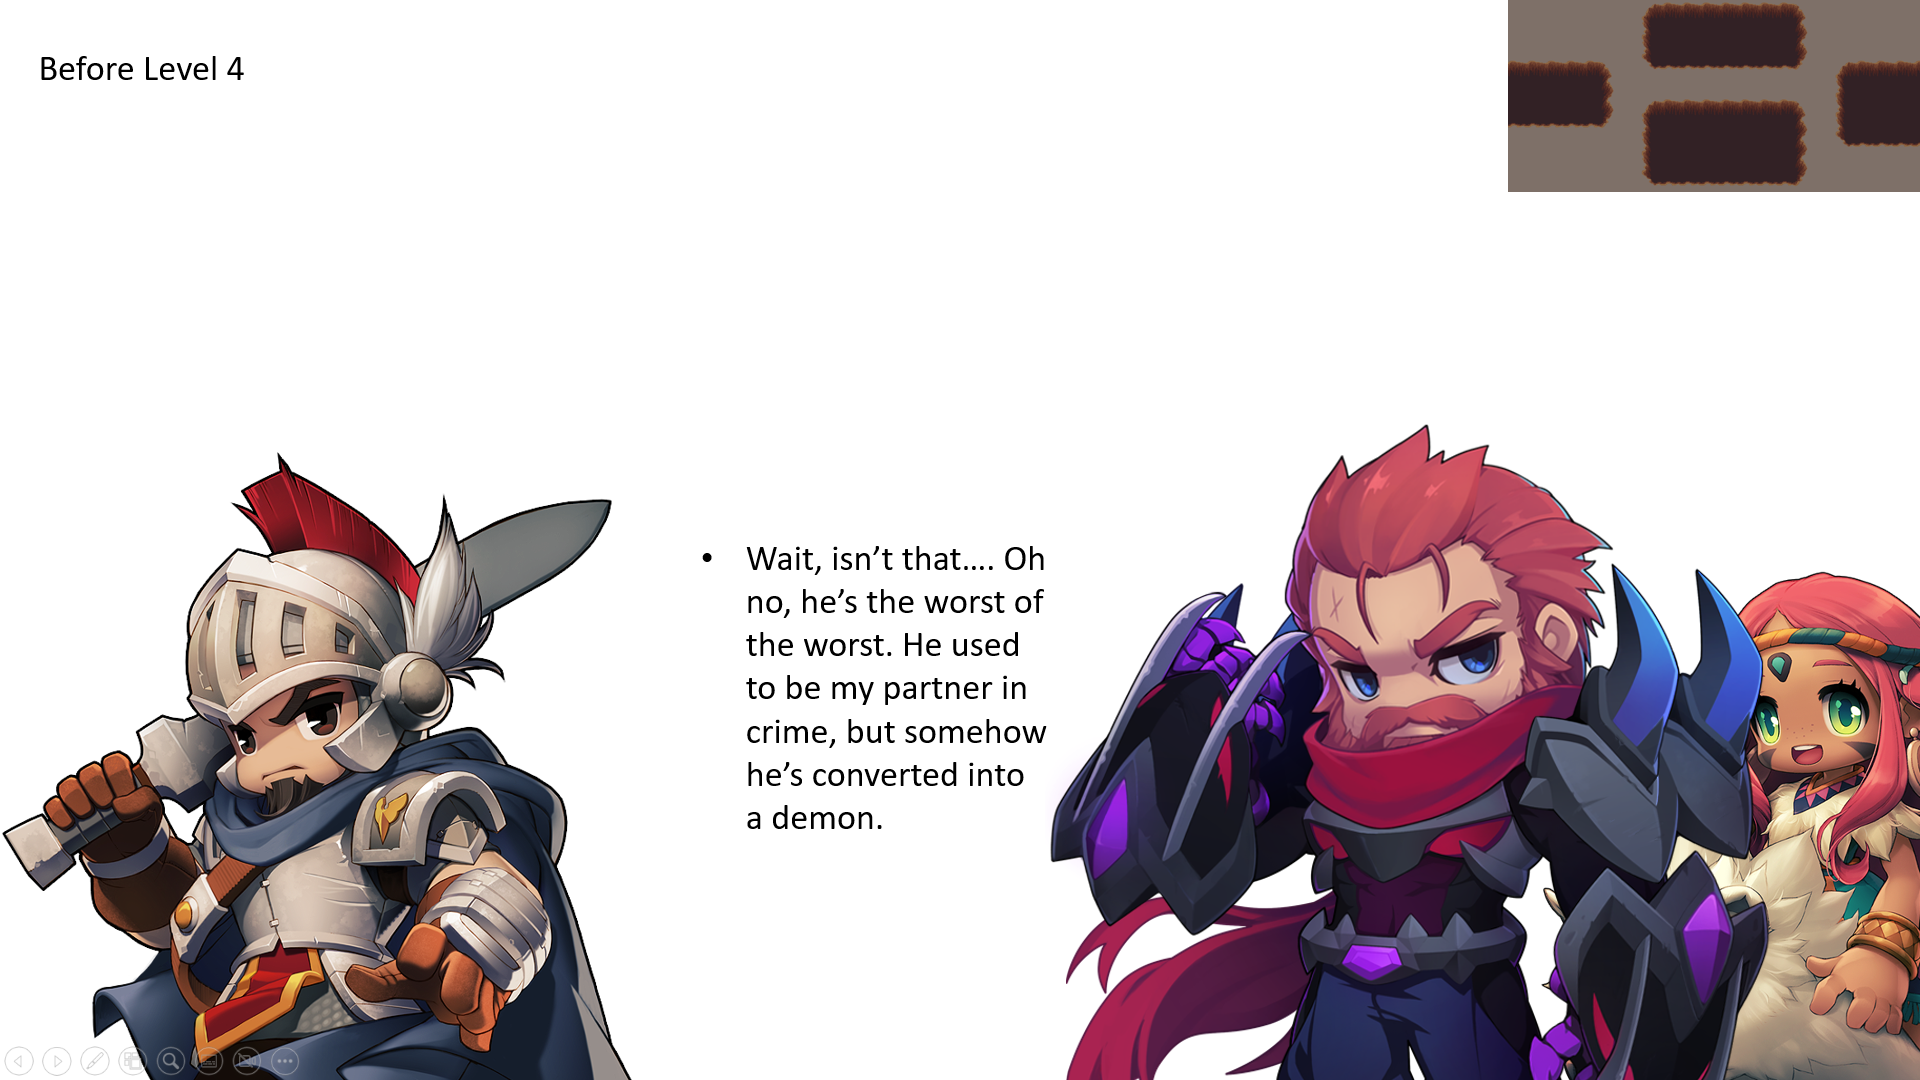 Before Level 4
• Wait, isn’t that.... Oh
no, he’s the worst of
the worst. He used
to be my partner in
crime, but somehow
he’s converted into
a demon.